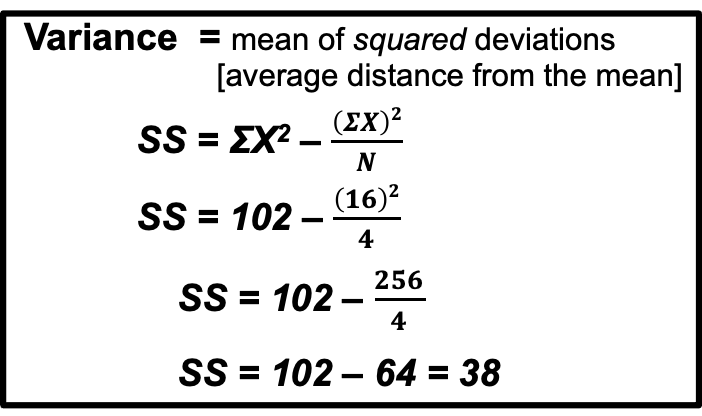 Variance = mean of squared deviations
[average distance from the mean]
SS = ΣX² – (ΣX)²/N
SS = 102 – (16)²/4
SS = 102 – 256/4
SS = 102 – 64 = 38